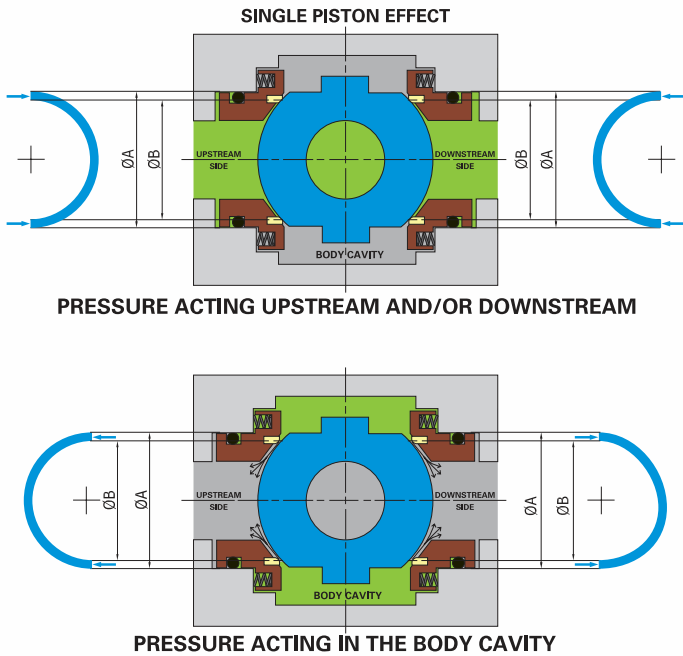 SINGLE PISTON EFFECT
ØA
ØB
UPSTREAM
SIDE
DOWNSTREAM
SIDE
ØB
ØA
BODY CAVITY
PRESSURE ACTING UPSTREAM AND/OR DOWNSTREAM
ØB
ØA
UPSTREAM
SIDE
DOWNSTREAM
SIDE
ØA
ØB
BODY CAVITY
PRESSURE ACTING IN THE BODY CAVITY